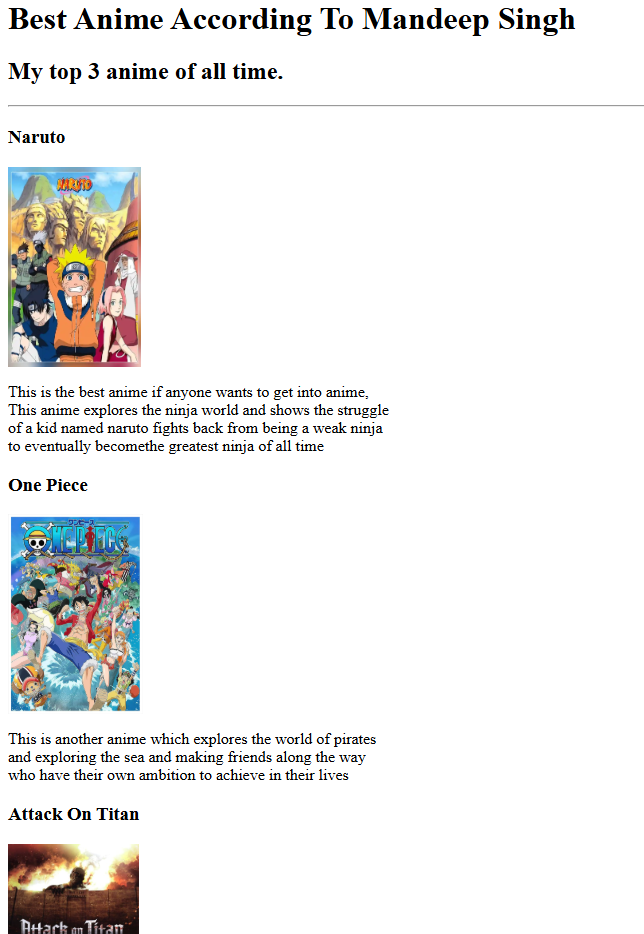 Best Anime According To Mandeep Singh
My top 3 anime of all time.
Naruto
NARUTO
This is the best anime if anyone wants to get into anime,
This anime explores the ninja world and shows the struggle
of a kid named naruto fights back from being a weak ninja
to eventually becomethe greatest ninja of all time
One Piece
ワンピース
ONE PIECE
This is another anime which explores the world of pirates
and exploring the sea and making friends along the way
who have their own ambition to achieve in their lives
Attack On Titan
Attack on Titan